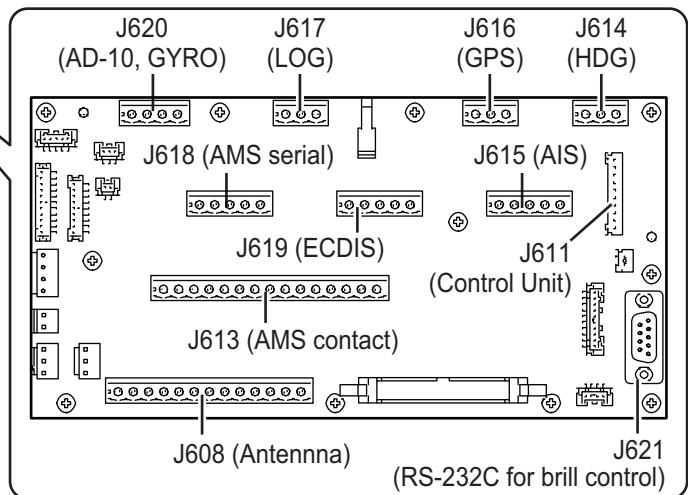 J620
(AD-10, GYRO)
J617
(LOG)
J616
(GPS)
J614
(HDG)
J618 (AMS serial)
J615 (AIS)
J619 (ECDIS)
J611
(Control Unit)
J613 (AMS contact)
J608 (Antennna)
J621
(RS-232C for brill control)